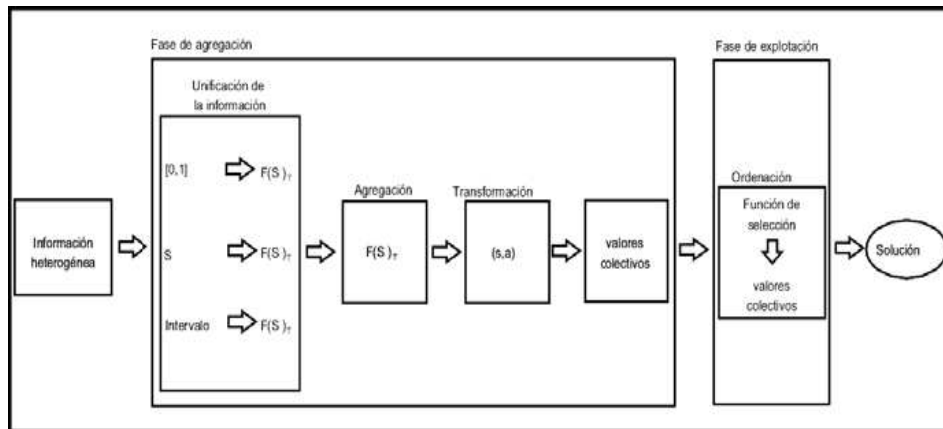 Fase de agregación
Fase de explotación
Unificación de
la información
[0,1]
F(S)T
S
F(S)T
Intervalo
F(S)T
Información
heterogénea
Agregación
F(S)T
Transformación
(s,a)
valores
colectivos
Ordenación
Función de
selección
valores
colectivos
Solución